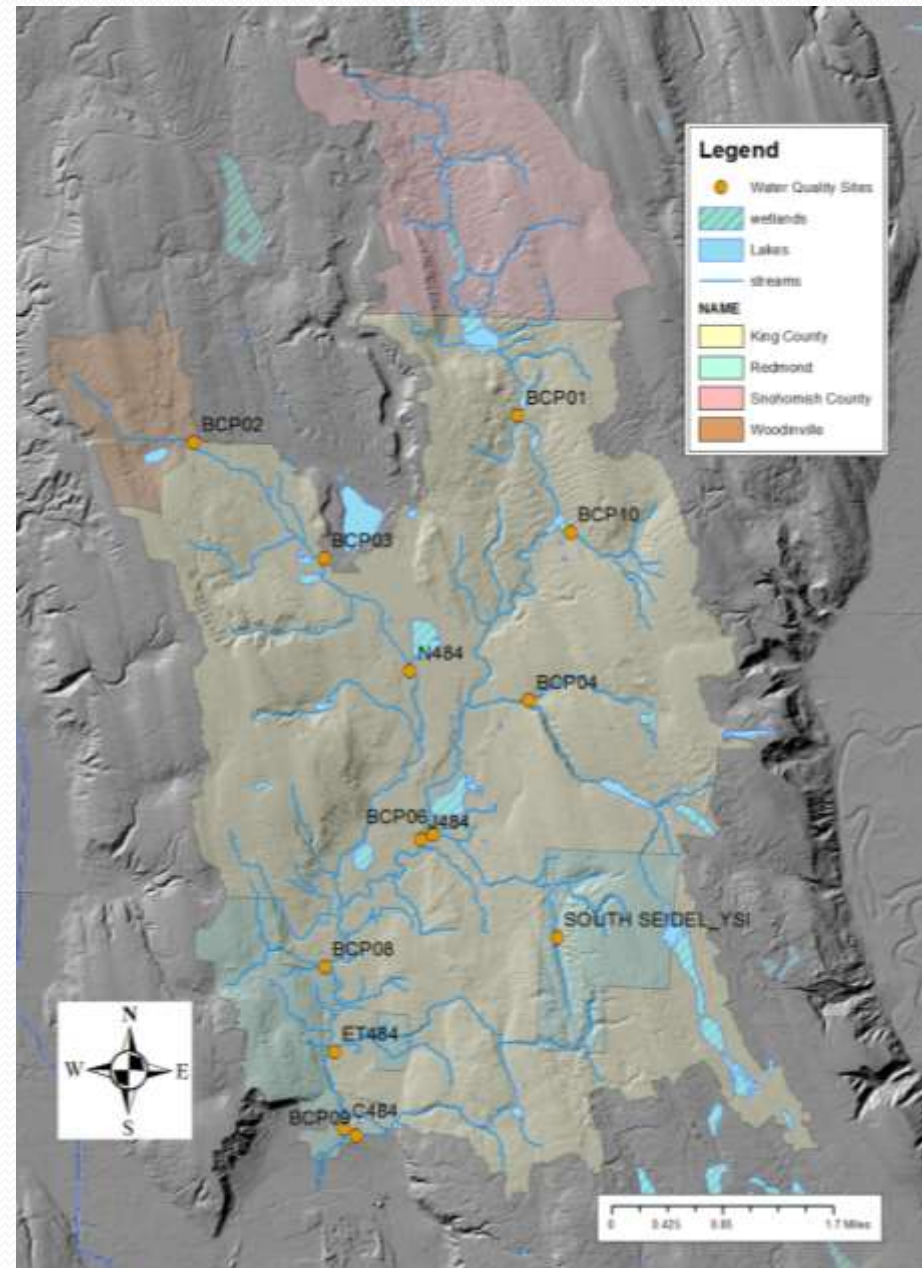 Legend
Water Quality Sites
wetlands
Lakes
streams
NAME
King County
Redmond
Snohomish County
Woodinville
BCP01
BCP02
BCP10
BCP03
N484
BCP04
BCP06 J484
SOUTH SEIDEL_YSI
BCP08
ET484
BCP09 C484
N
W E
S
0 0.425 0.85 1.7 Miles